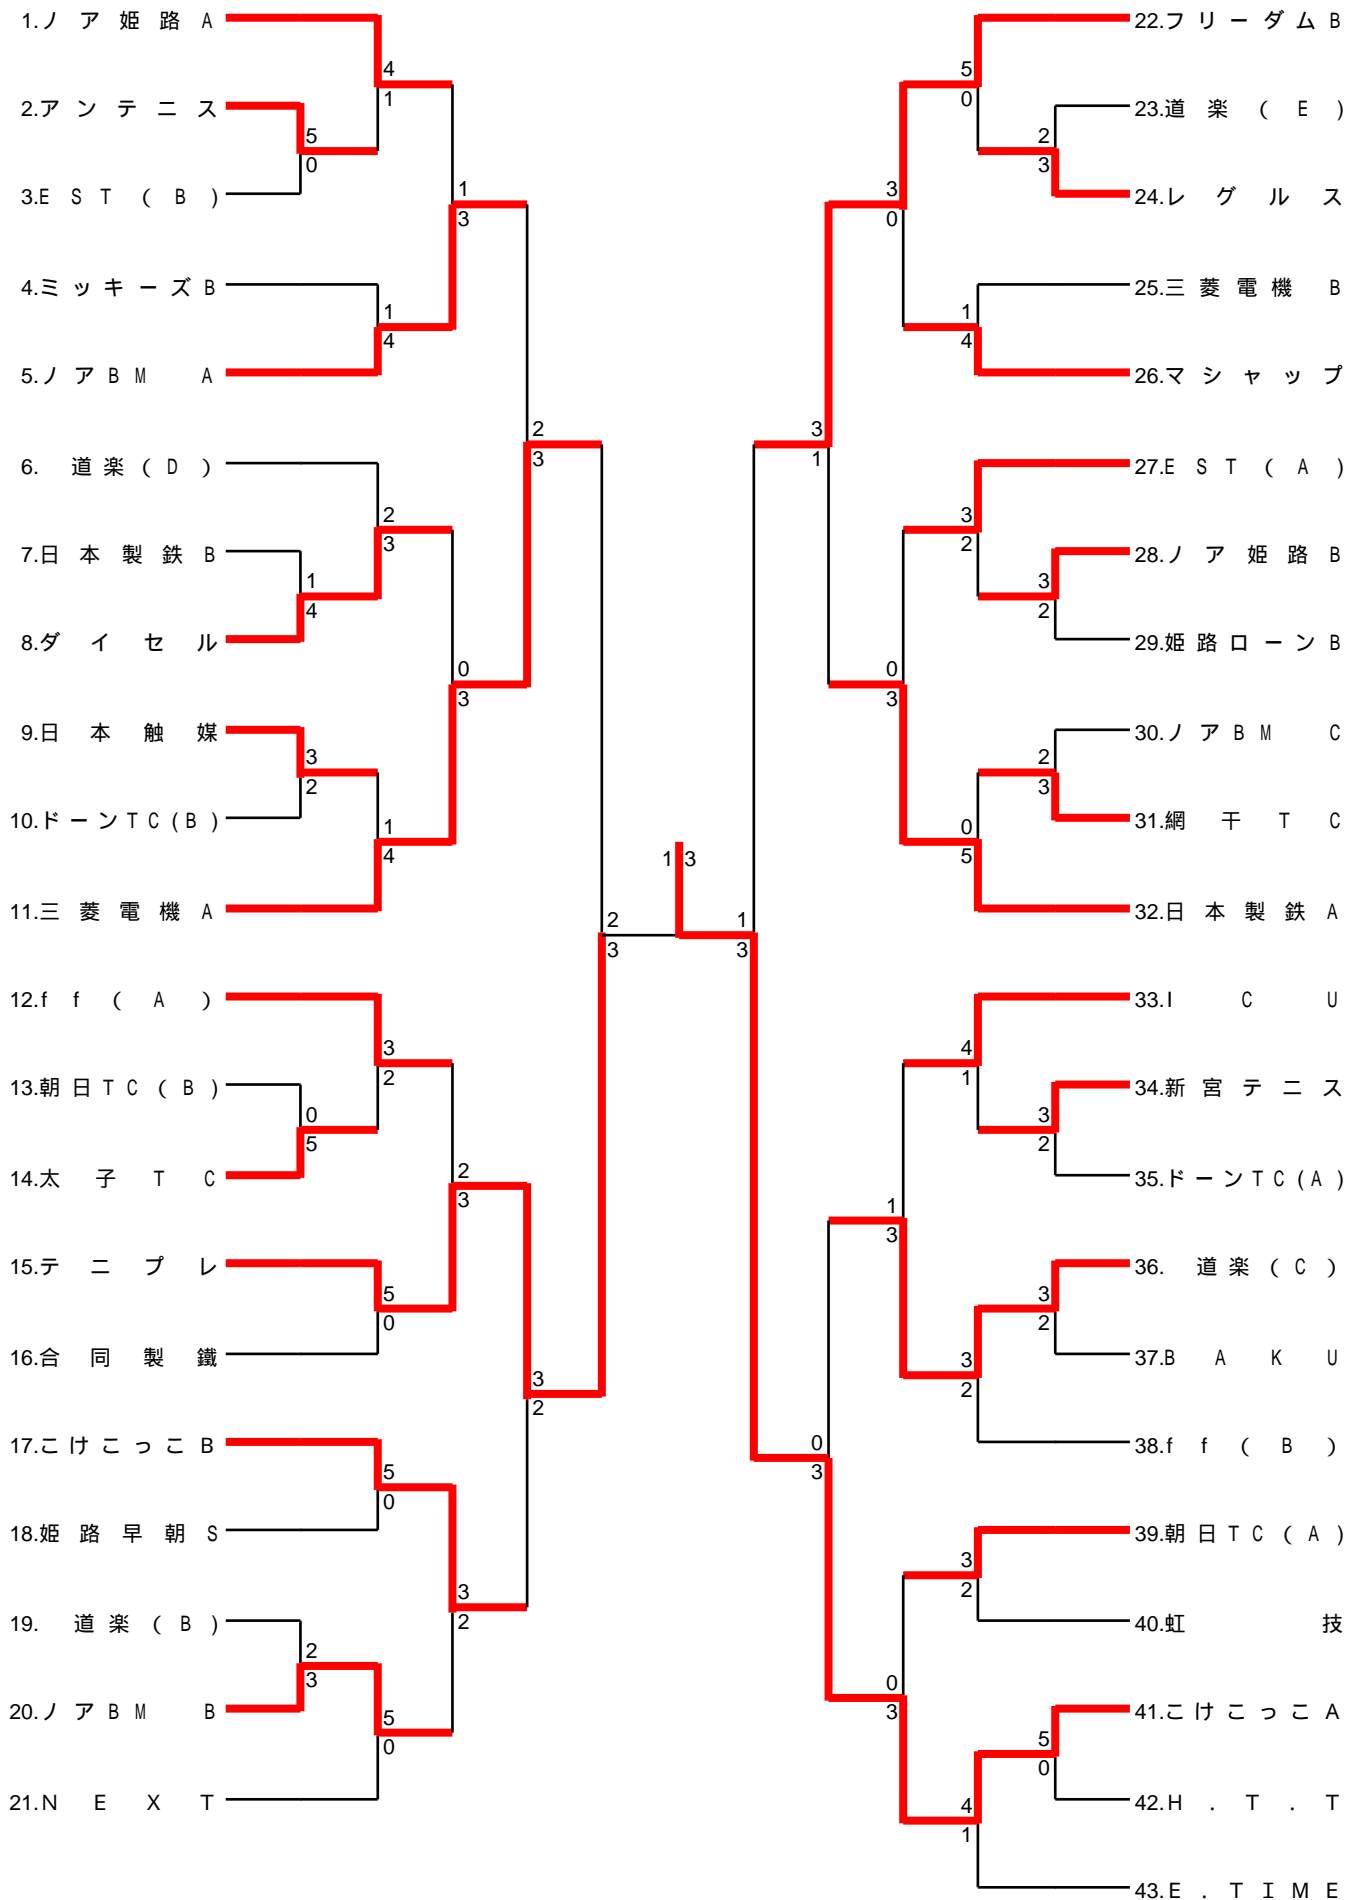 1.ノア姫路A
4
1
2.アンテニス
5
0
3.EST(B)
1
3
4.ミッキーズB
1
4
5.ノアBM A
2
3
6. 道楽(D)
2
3
7.日本製鉄B
1
4
8.ダイセル
0
3
9.日本触媒
3
2
10.ドーンTC(B)
1
4
11.三菱電機A
2
3
12.ff(A)
3
2
13.朝日TC(B)
0
5
14.太子TC
2
3
15.テニプレ
5
0
16.合同製鐵
3
2
17.こけこっこB
5
0
18.姫路早朝S
3
2
19. 道楽(B)
2
3
20.ノアBM B
5
0
21.NEXT
1 3
22.フリーダムB
5
0
23.道楽(E)
2
3
24.レグルス
3
0
25.三菱電機 B
1
4
26.マシャップ
3
1
27.EST(A)
3
2
28.ノア姫路B
3
2
29.姫路ローンB
0
3
30.ノアBM C
2
3
31.網干TC
0
5
32.日本製鉄A
1
3
33.ICU
4
1
34.新宮テニス
3
2
35.ドーンTC(A)
1
3
36. 道楽(C)
3
2
37.BAKU
3
2
38.ff(B)
0
3
39.朝日TC(A)
3
2
40.虹技
0
3
41.こけこっこA
5
0
42.H.T.T
4
1
43.E.TIME